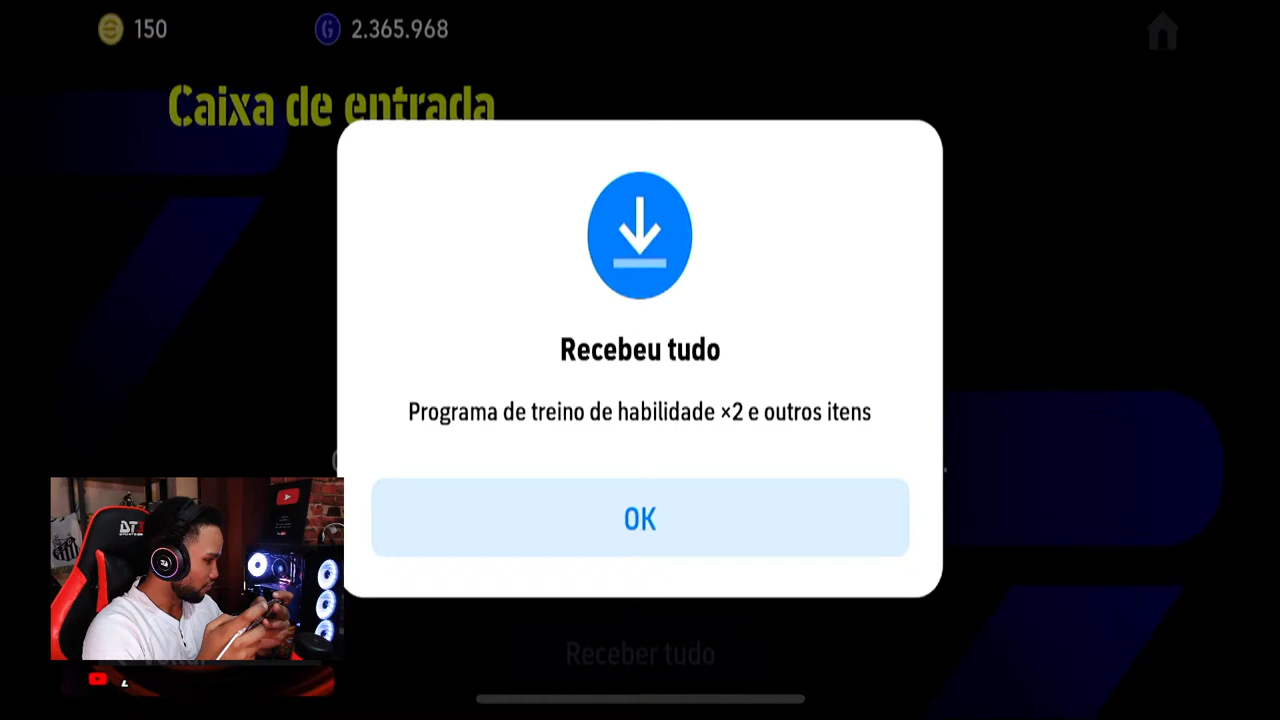 150
2.365.968
Caixa de entrada
Recebeu tudo
Programa de treino de habilidade ×2 e outros itens
OK
Receber tudo
DT3